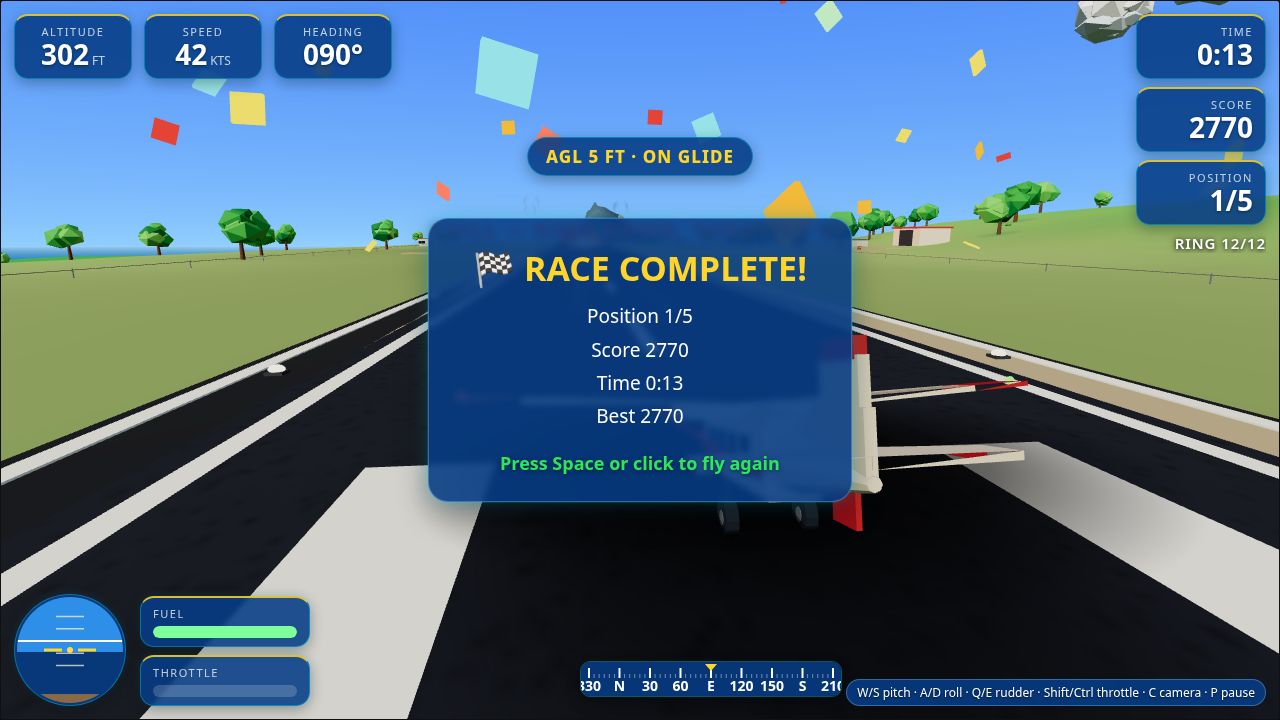 ALTITUDE
302 FT
SPEED
42 KTS
HEADING
090°
TIME
0:13
SCORE
2770
POSITION
1/5
RING 12/12
AGL 5 FT · ON GLIDE
RACE COMPLETE!
Position 1/5
Score 2770
Time 0:13
Best 2770
Press Space or click to fly again
FUEL
THROTTLE
330 N 30 60 E 120 150 S 210
W/S pitch · A/D roll · Q/E rudder · Shift/Ctrl throttle · C camera · P pause